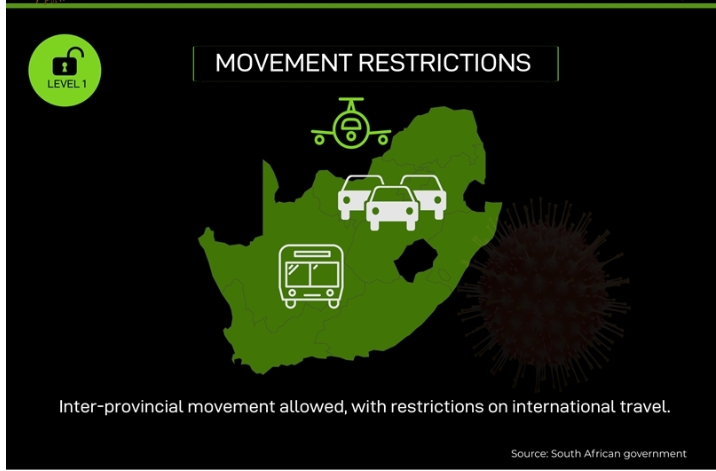 LEVEL 1
MOVEMENT RESTRICTIONS
Inter-provincial movement allowed, with restrictions on international travel.
Source: South African government